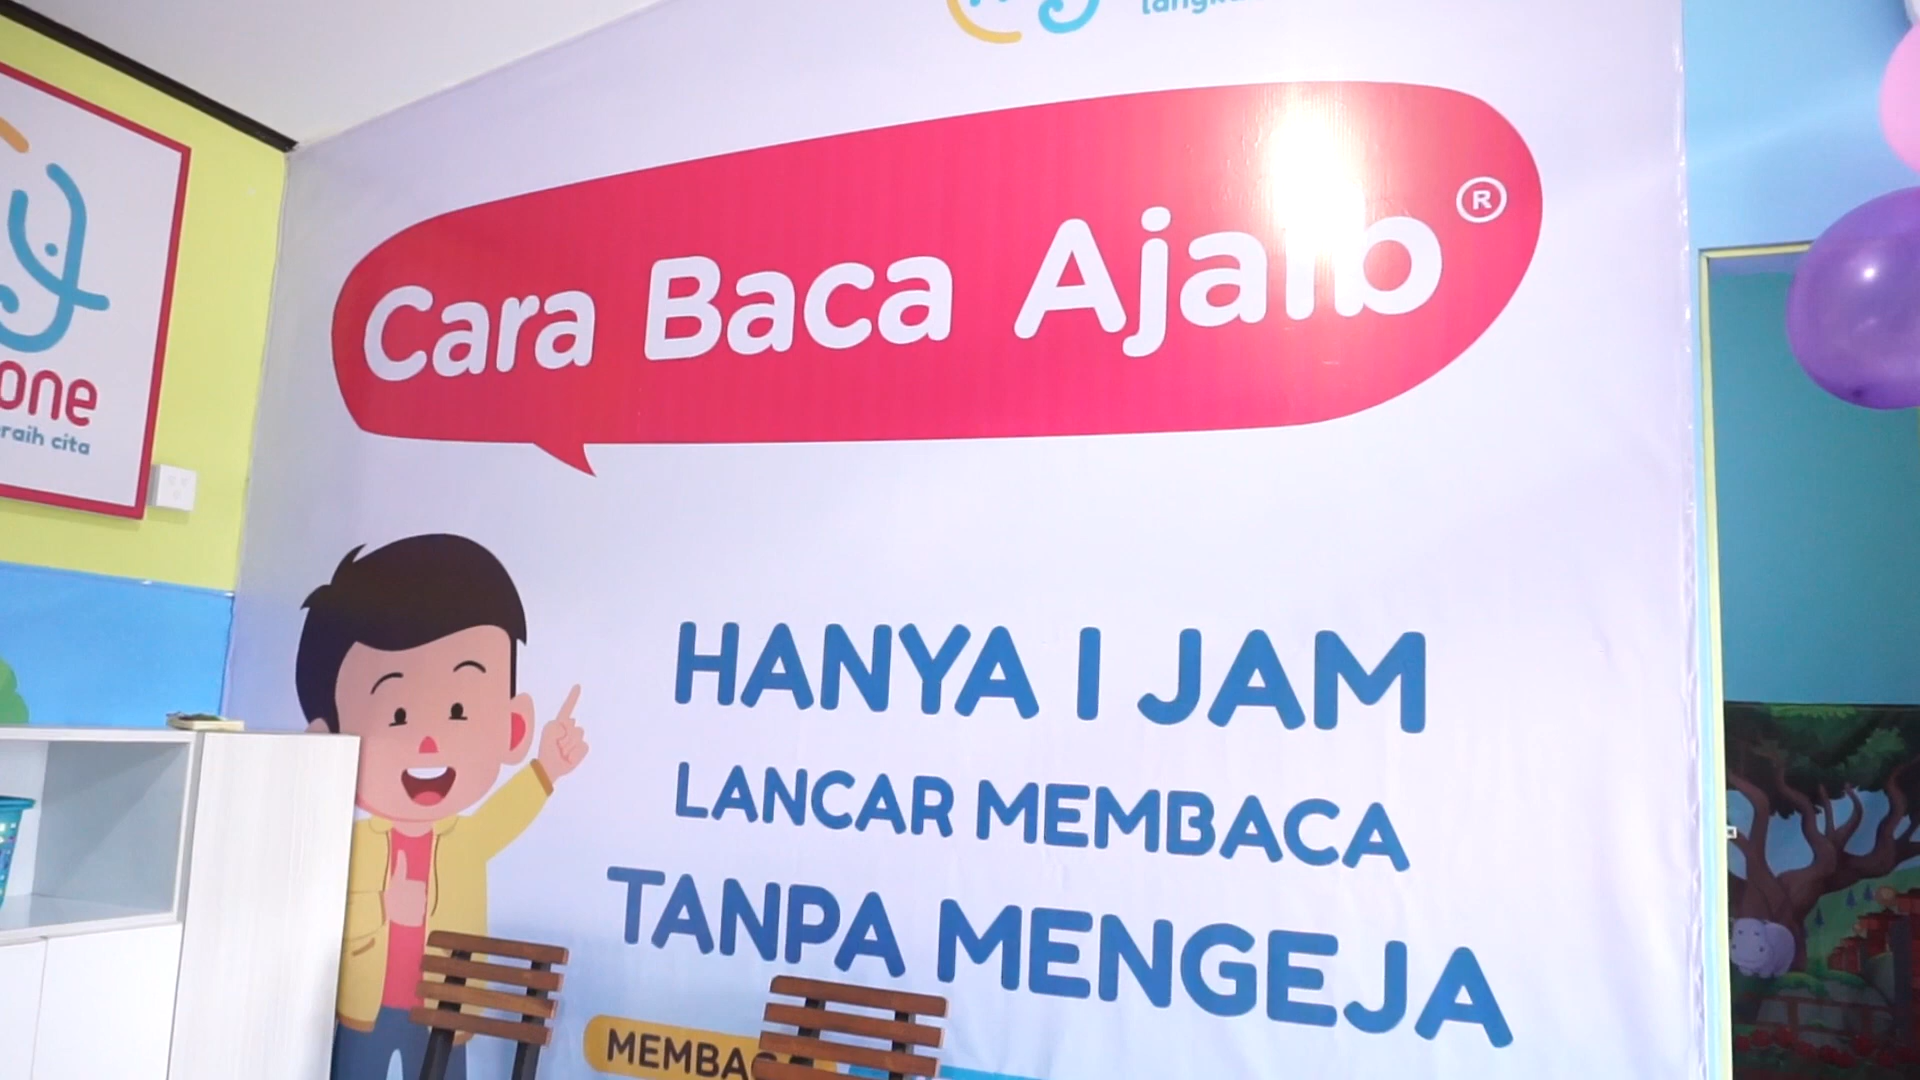 Cara Baca Ajaib ®
one
raih cita
HANYA 1 JAM
LANCAR MEMBACA
TANPA MENGEJA